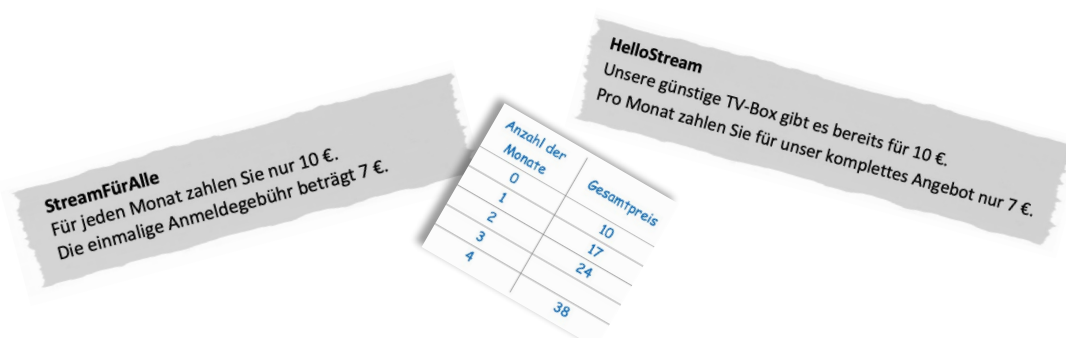 StreamFürAlle
Für jeden Monat zahlen Sie nur 10 €.
Die einmalige Anmeldegebühr beträgt 7 €.
Anzahl der
Monate
Gesamtpreis
0 10
1 17
2 24
3
4 38
HelloStream
Unsere günstige TV-Box gibt es bereits für 10 €.
Pro Monat zahlen Sie für unser komplettes Angebot nur 7 €.